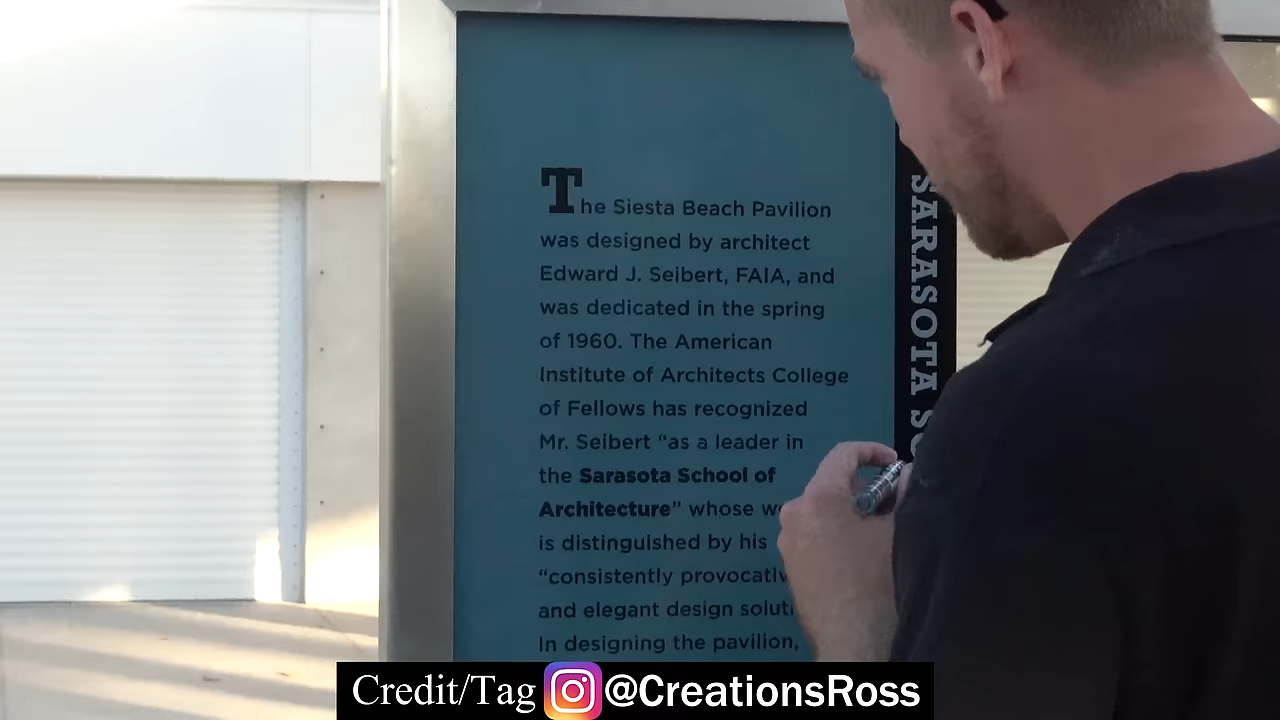 The Siesta Beach Pavilion
was designed by architect
Edward J. Seibert, FAIA, and
was dedicated in the spring
of 1960. The American
Institute of Architects College
of Fellows has recognized
Mr. Seibert “as a leader in
the Sarasota School of
Architecture” whose
is distinguished by his
“consistently
and elegant design
In designing the pavilion,
SARASOTA
Credit/Tag @CreationsRoss